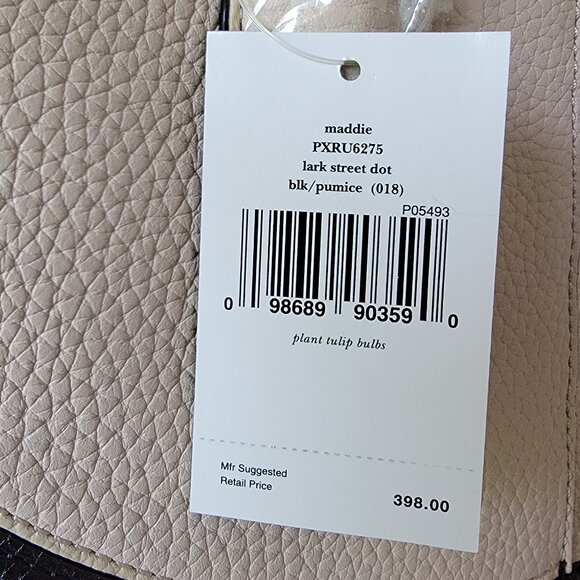 maddie
PXRU6275
lark street dot
blk/pumice (018)
P05493
0 98689 90359 0
plant tulip bulbs
Mfr Suggested
Retail Price
398.00